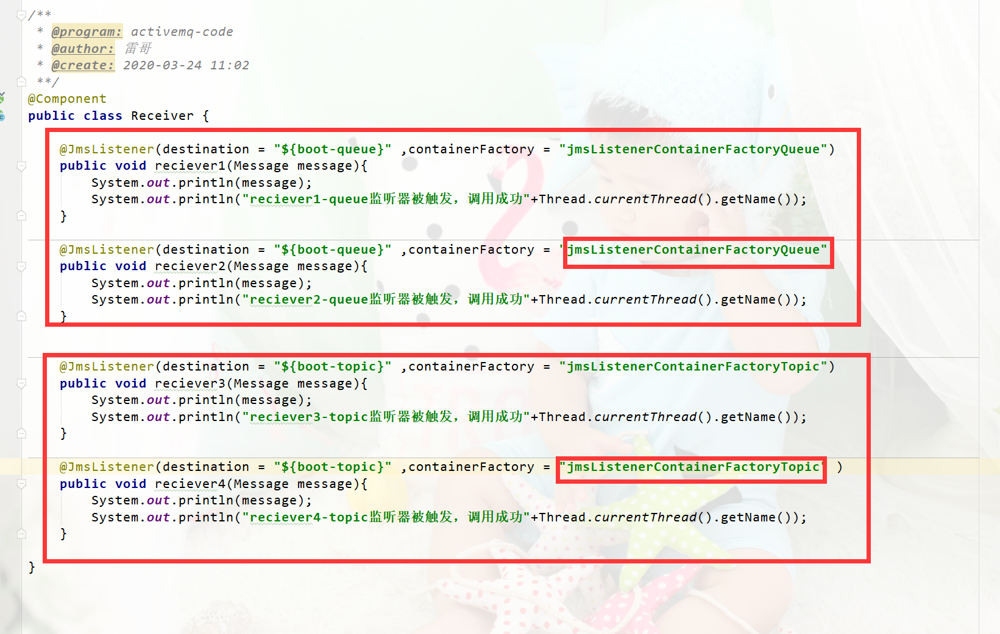 /**
 * @program: activemq-code
 * @author: 雷哥
 * @create: 2020-03-24 11:02
 **/
@Component
public class Receiver {
    @JmsListener(destination = "${boot-queue}" ,containerFactory = "jmsListenerContainerFactoryQueue")
    public void reciever1(Message message){
        System.out.println(message);
        System.out.println("reciever1-queue监听器被触发，调用成功"+Thread.currentThread().getName());
    }
    @JmsListener(destination = "${boot-queue}" ,containerFactory = "jmsListenerContainerFactoryQueue"
    public void reciever2(Message message){
        System.out.println(message);
        System.out.println("reciever2-queue监听器被触发，调用成功"+Thread.currentThread().getName());
    }
    @JmsListener(destination = "${boot-topic}" ,containerFactory = "jmsListenerContainerFactoryTopic")
    public void reciever3(Message message){
        System.out.println(message);
        System.out.println("reciever3-topic监听器被触发，调用成功"+Thread.currentThread().getName());
    }
    @JmsListener(destination = "${boot-topic}" ,containerFactory = "jmsListenerContainerFactoryTopic" )
    public void reciever4(Message message){
        System.out.println(message);
        System.out.println("reciever4-topic监听器被触发，调用成功"+Thread.currentThread().getName());
    }
}